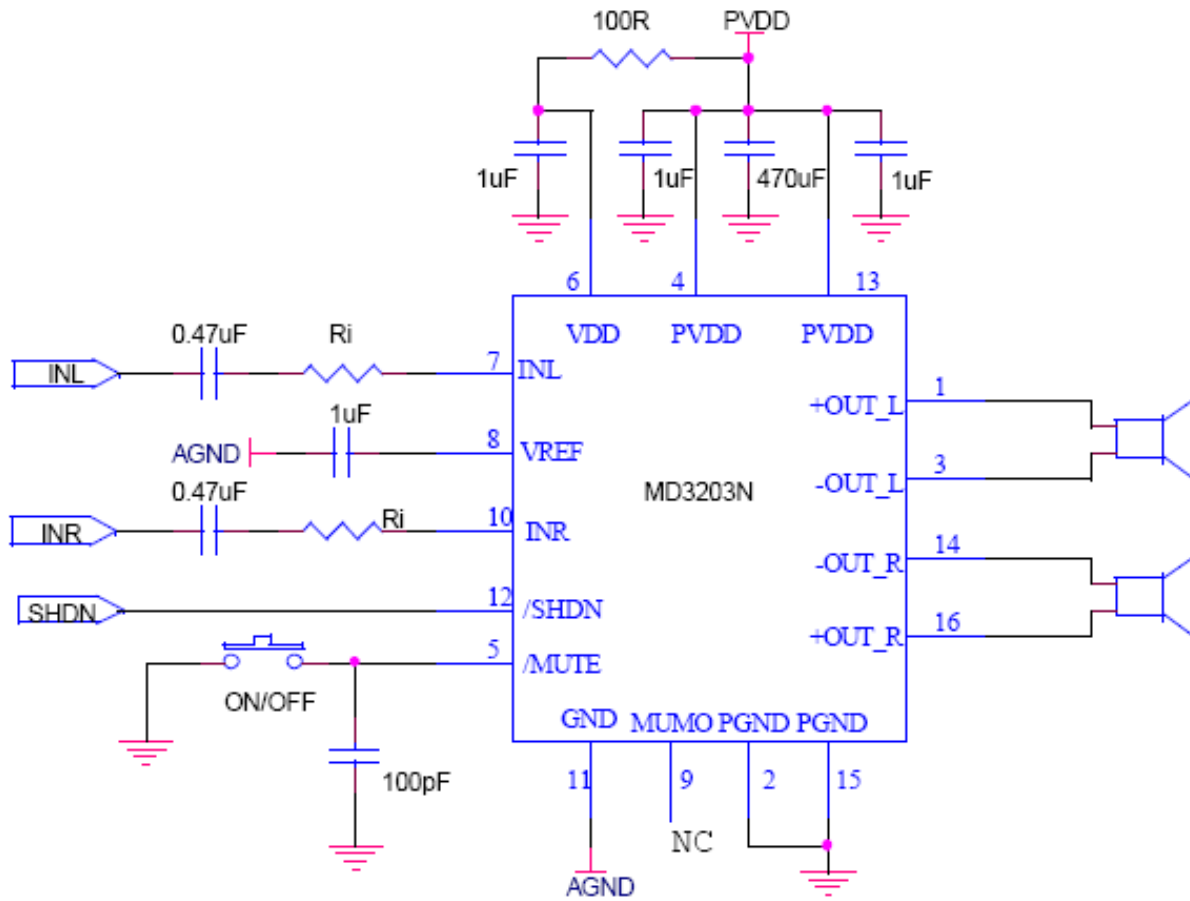 100R
PVDD
1uF
1uF
470uF
1uF
6
4
13
VDD
PVDD
PVDD
0.47uF
Ri
INL
7
INL
1uF
AGND
8
VREF
0.47uF
Ri
INR
10
INR
SHDN
12
/SHDN
5
/MUTE
ON/OFF
100pF
MD3203N
+OUT_L
1
-OUT_L
3
-OUT_R
14
+OUT_R
16
GND
MUMO
PGND
PGND
11
9
2
15
NC
AGND